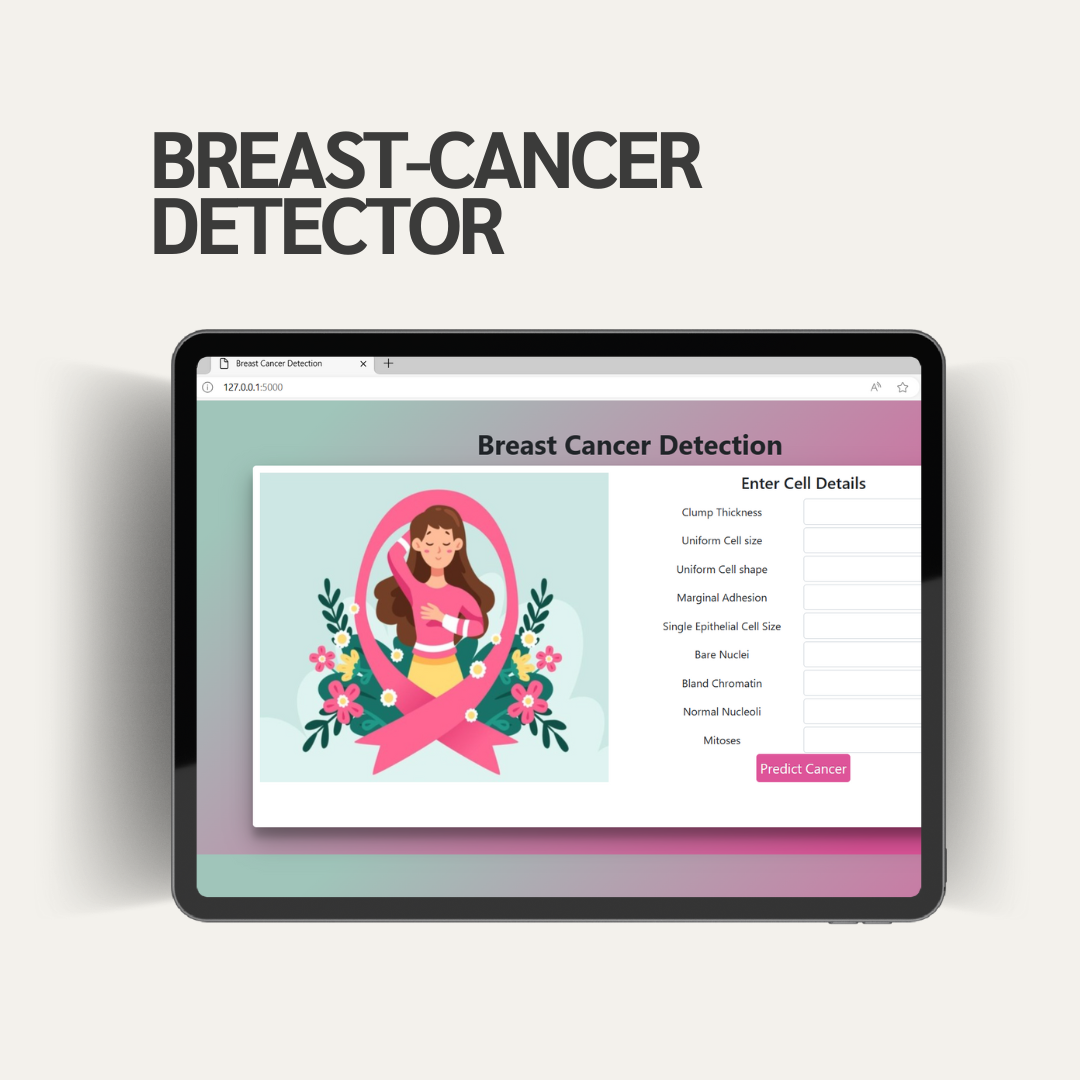 BREAST-CANCER
DETECTOR
Breast Cancer Detection
127.0.0.1:5000
Breast Cancer Detection
Enter Cell Details
Clump Thickness
Uniform Cell size
Uniform Cell shape
Marginal Adhesion
Single Epithelial Cell Size
Bare Nuclei
Bland Chromatin
Normal Nucleoli
Mitoses
Predict Cancer